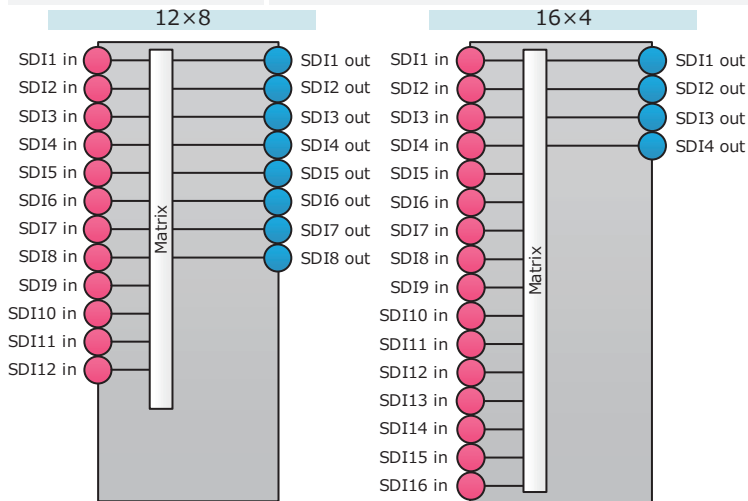 12×8
SDI1 in
SDI2 in
SDI3 in
SDI4 in
SDI5 in
SDI6 in
SDI7 in
SDI8 in
SDI9 in
SDI10 in
SDI11 in
SDI12 in
Matrix
SDI1 out
SDI2 out
SDI3 out
SDI4 out
SDI5 out
SDI6 out
SDI7 out
SDI8 out
16×4
SDI1 in
SDI2 in
SDI3 in
SDI4 in
SDI5 in
SDI6 in
SDI7 in
SDI8 in
SDI9 in
SDI10 in
SDI11 in
SDI12 in
SDI13 in
SDI14 in
SDI15 in
SDI16 in
Matrix
SDI1 out
SDI2 out
SDI3 out
SDI4 out